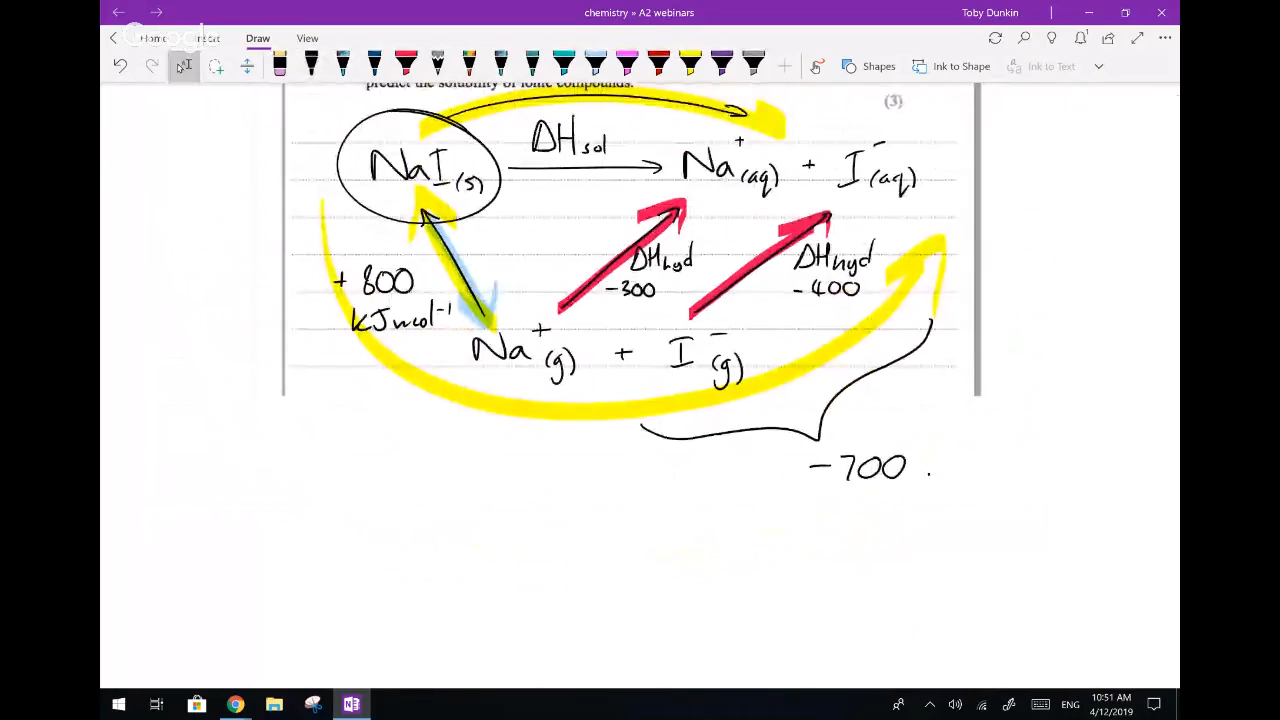 chemistry » A2 webinars
Toby Dunkin
Home Insert Draw View
Google
Shapes
Ink to Shape
Ink to Text
predict the solubility of ionic compounds.
(3)
NaI(s)
ΔHsol
Na+(aq) + I-(aq)
+ 800
kJmol-1
ΔHhyd
-300
ΔHhyd
- 400
Na+(g) + I-(g)
- 700 .
ENG
10:51 AM
4/12/2019